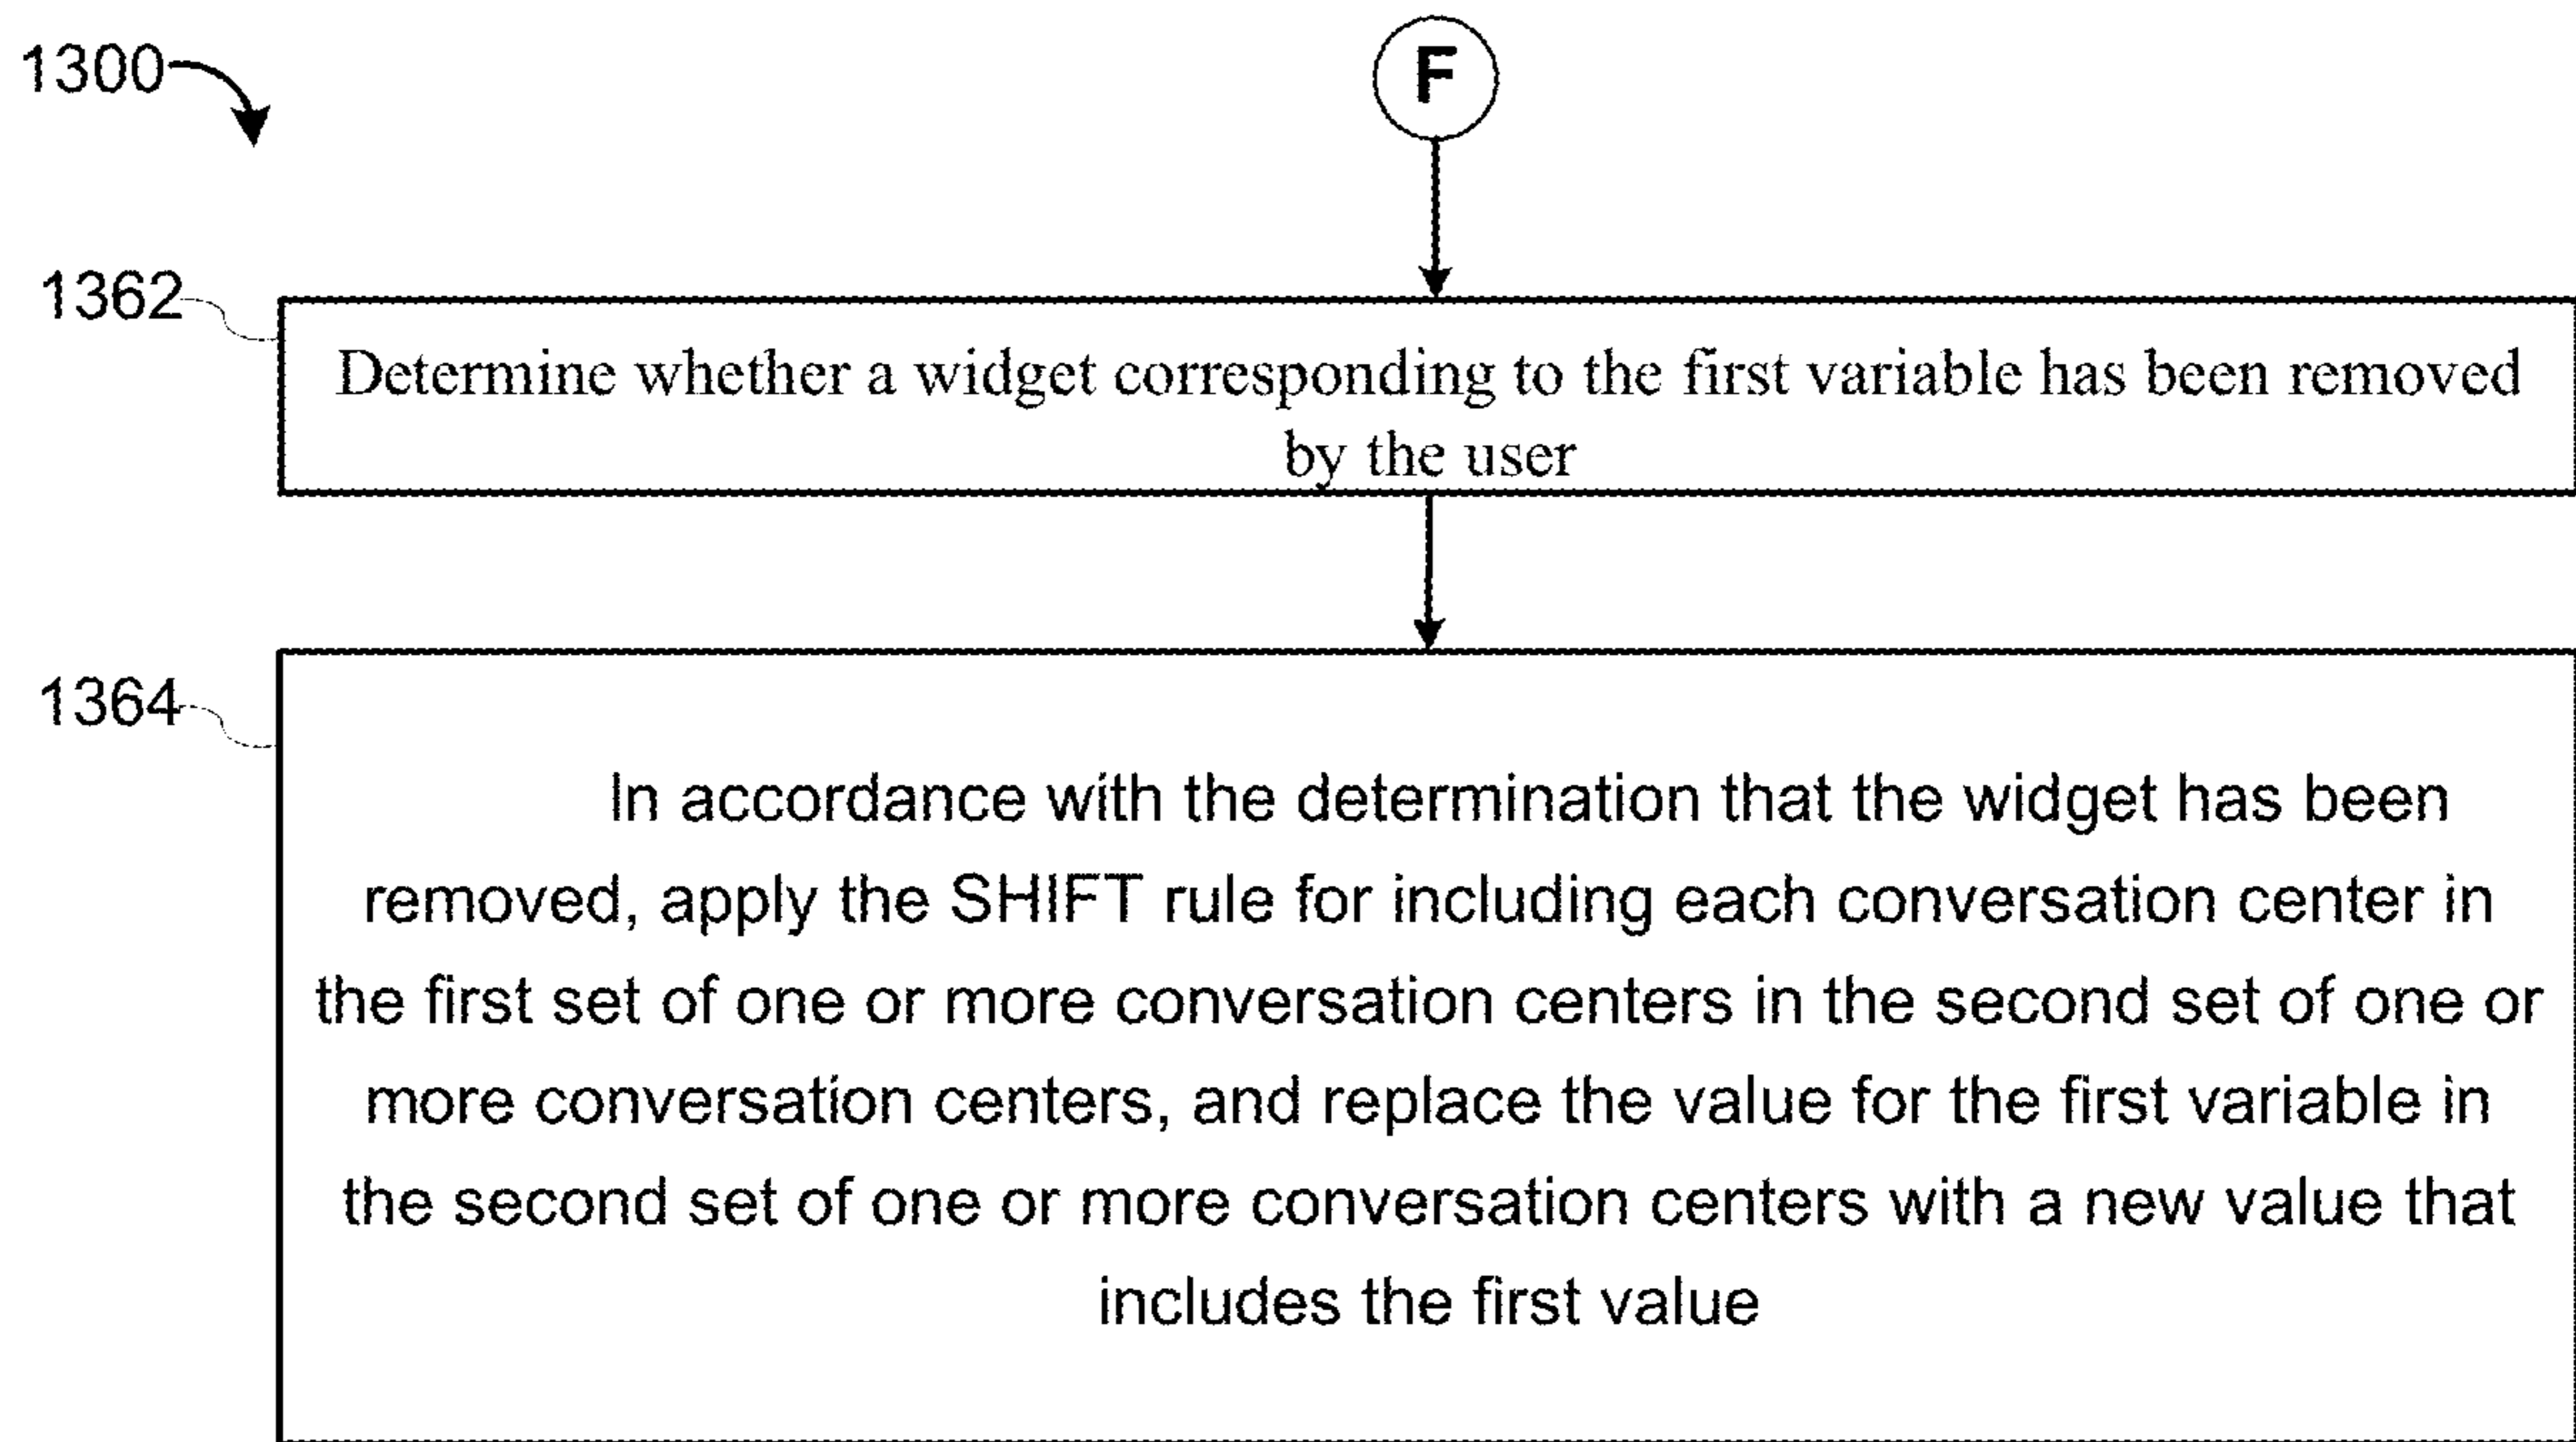 1300
F
1362
Determine whether a widget corresponding to the first variable has been removed
by the user
1364
In accordance with the determination that the widget has been
removed, apply the SHIFT rule for including each conversation center in
the first set of one or more conversation centers in the second set of one or
more conversation centers, and replace the value for the first variable in
the second set of one or more conversation centers with a new value that
includes the first value